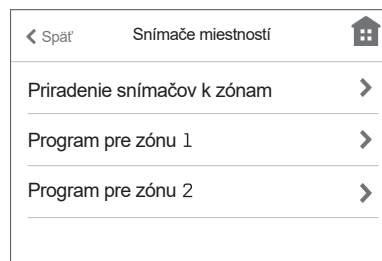 Späť Snímače miestností
Priradenie snímačov k zónam
Program pre zónu 1
Program pre zónu 2